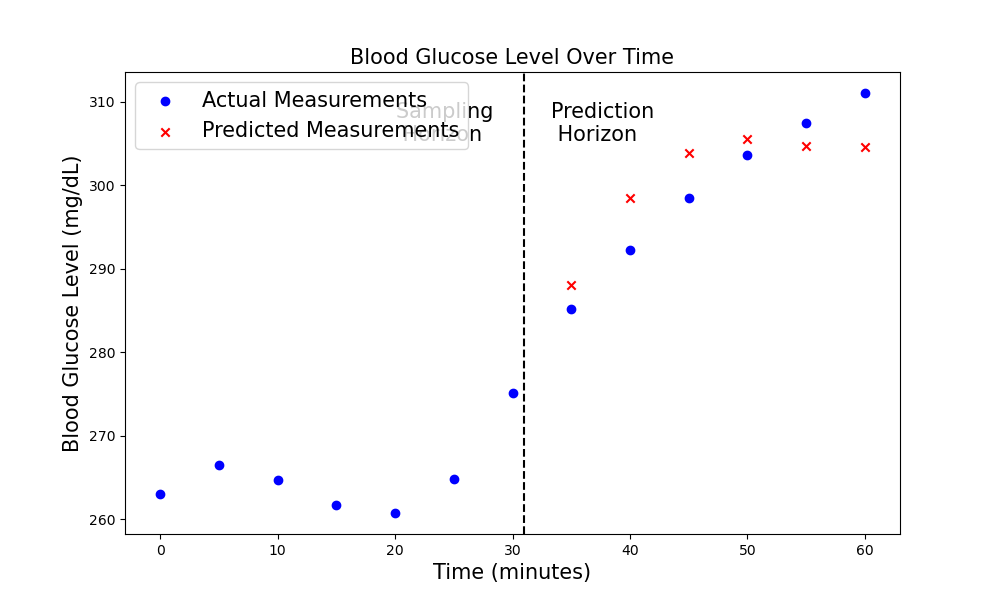 Blood Glucose Level Over Time
Actual Measurements
Predicted Measurements
Sampling
Horizon
Prediction
Horizon
Blood Glucose Level (mg/dL)
310
300
290
280
270
260
0 10 20 30 40 50 60
Time (minutes)